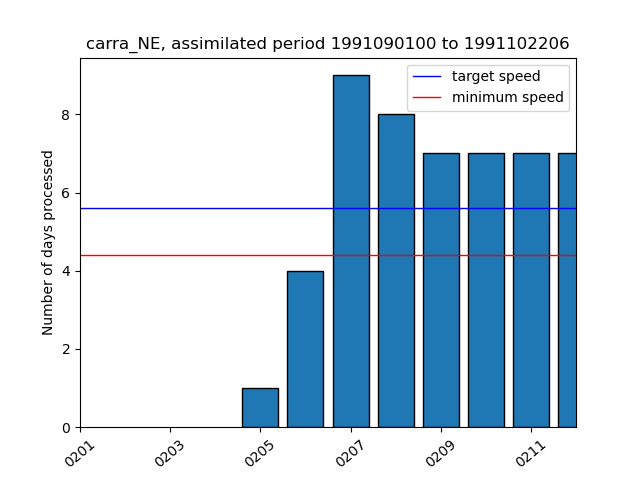 carra_NE, assimilated period 1991090100 to 1991102206
target speed
minimum speed
Number of days processed
8
6
4
2
0
0201
0203
0205
0207
0209
0211